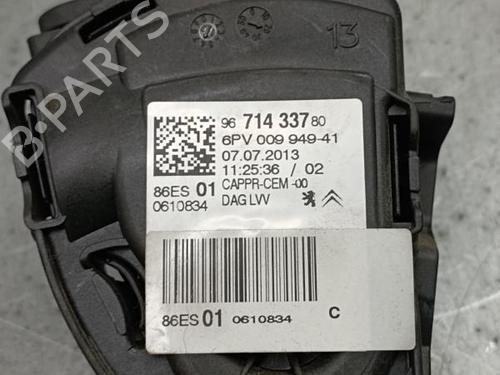 13
96 714 337 80
6PV 009 949-41
07.07.2013
11:25:36 / 02
86ES 01 CAPPR-CEM -00
0610834 DAG LVV
86ES 01 0610834 C
B-PARTS